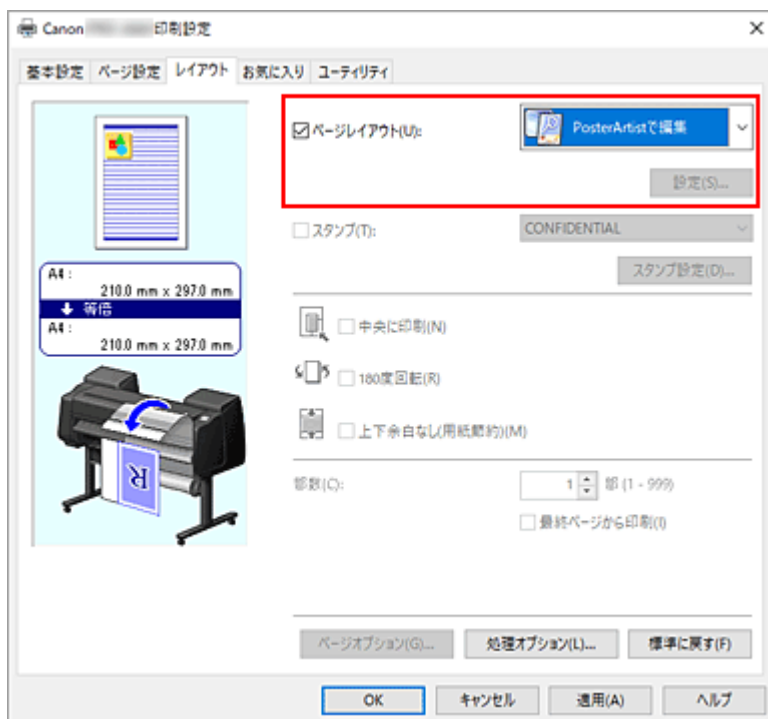 Canon 印刷設定
基本設定 ページ設定 レイアウト お気に入り ユーティリティ
ページレイアウト(U): PosterArtistで編集
設定(S)...
スタンプ(T): CONFIDENTIAL
スタンプ設定(D)...
A4 :
210.0 mm x 297.0 mm
等倍
A4 :
210.0 mm x 297.0 mm
中央に印刷(N)
180度回転(R)
上下余白なし(用紙節約)(M)
部数(C): 1 部 (1 - 999)
最終ページから印刷(I)
ページオプション(G)... 処理オプション(L)... 標準に戻す(F)
OK キャンセル 適用(A) ヘルプ